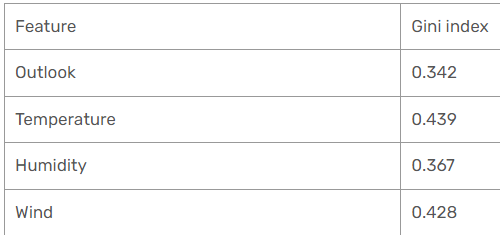 Feature Gini index
Outlook 0.342
Temperature 0.439
Humidity 0.367
Wind 0.428